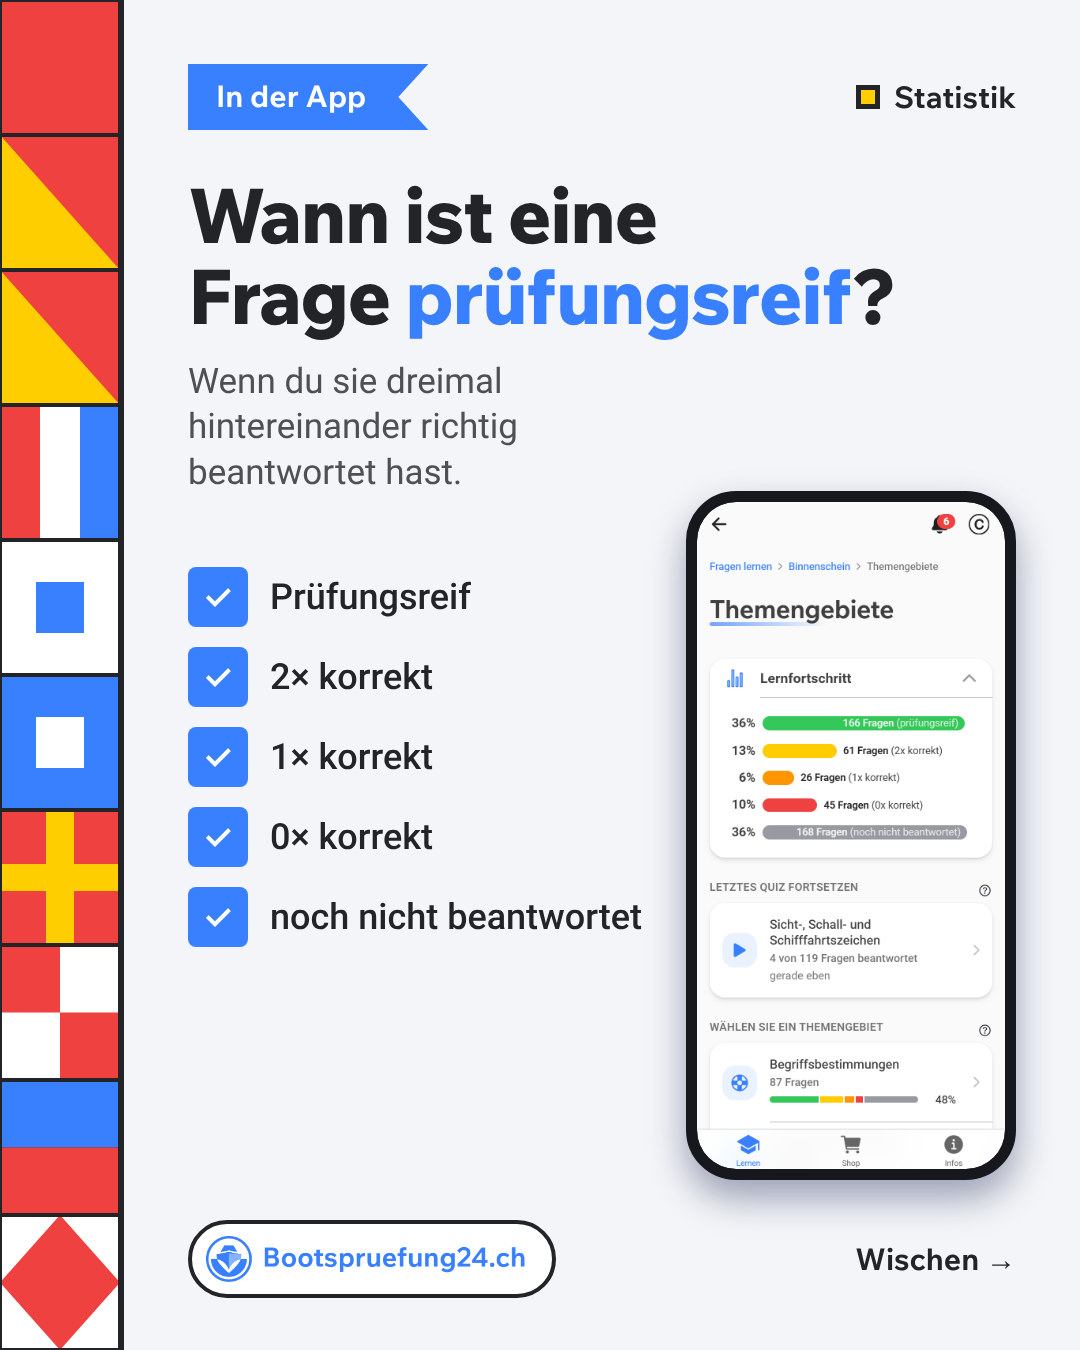 In der App
Statistik
Wann ist eine
Frage prüfungsreif?
Wenn du sie dreimal
hintereinander richtig
beantwortet hast.
Prüfungsreif
2× korrekt
1× korrekt
0× korrekt
noch nicht beantwortet
6
Fragen lernen > Binnenschein > Themengebiete
Themengebiete
Lernfortschritt
36% 166 Fragen (prüfungsreif)
13% 61 Fragen (2x korrekt)
6% 26 Fragen (1x korrekt)
10% 45 Fragen (0x korrekt)
36% 168 Fragen (noch nicht beantwortet)
LETZTES QUIZ FORTSETZEN
Sicht-, Schall- und
Schifffahrtszeichen
4 von 119 Fragen beantwortet
gerade eben
WÄHLEN SIE EIN THEMENGEBIET
Begriffsbestimmungen
87 Fragen
48%
Lernen Shop Infos
Bootspruefung24.ch
Wischen →